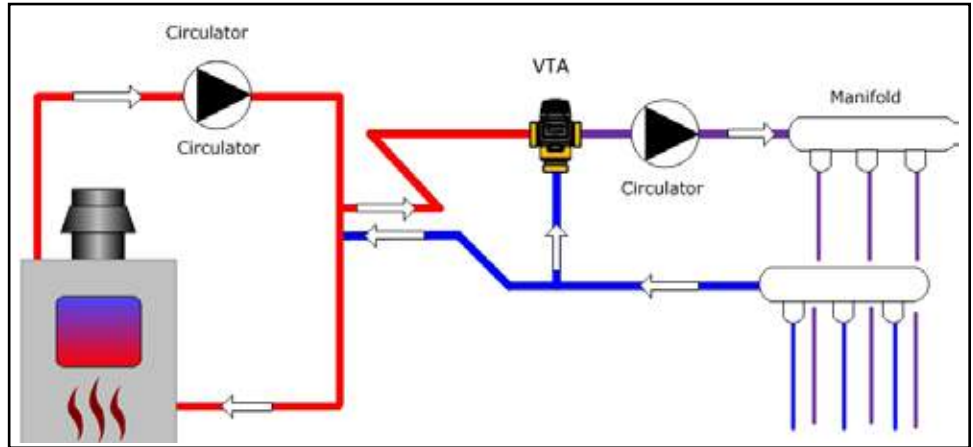 Circulator
VTA
Manifold
Circulator
Circulator